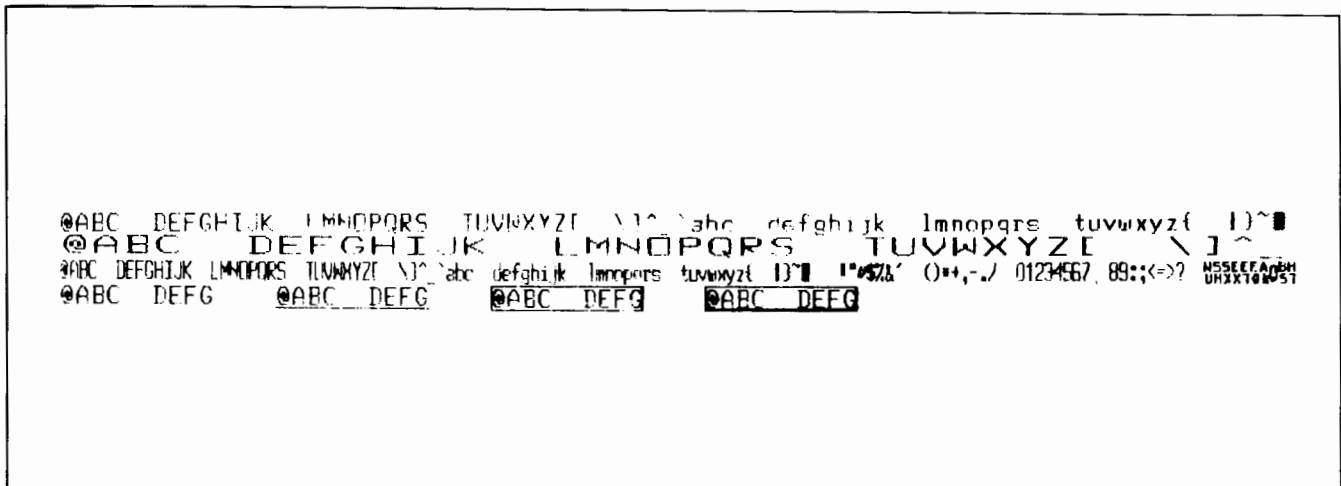 @ABC DEFGHIJK LMNOPQRS TUVWXYZ[ \]^_`abc defghijk lmnopqrs tuvwxyz{ |}~█
@ABC DEFGHIJK LMNOPQRS TUVWXYZ[ \]^_
@ABC DEFGHIJK LMNOPQRS TUVWXYZ[ \]^_`abc defghijk lmnopqrs tuvwxyz{ |}~█ !"#$%&' ()*+,-./ 01234567 89:;<=>?
@ABC DEFG @ABC DEFG @ABC DEFG @ABC DEFG